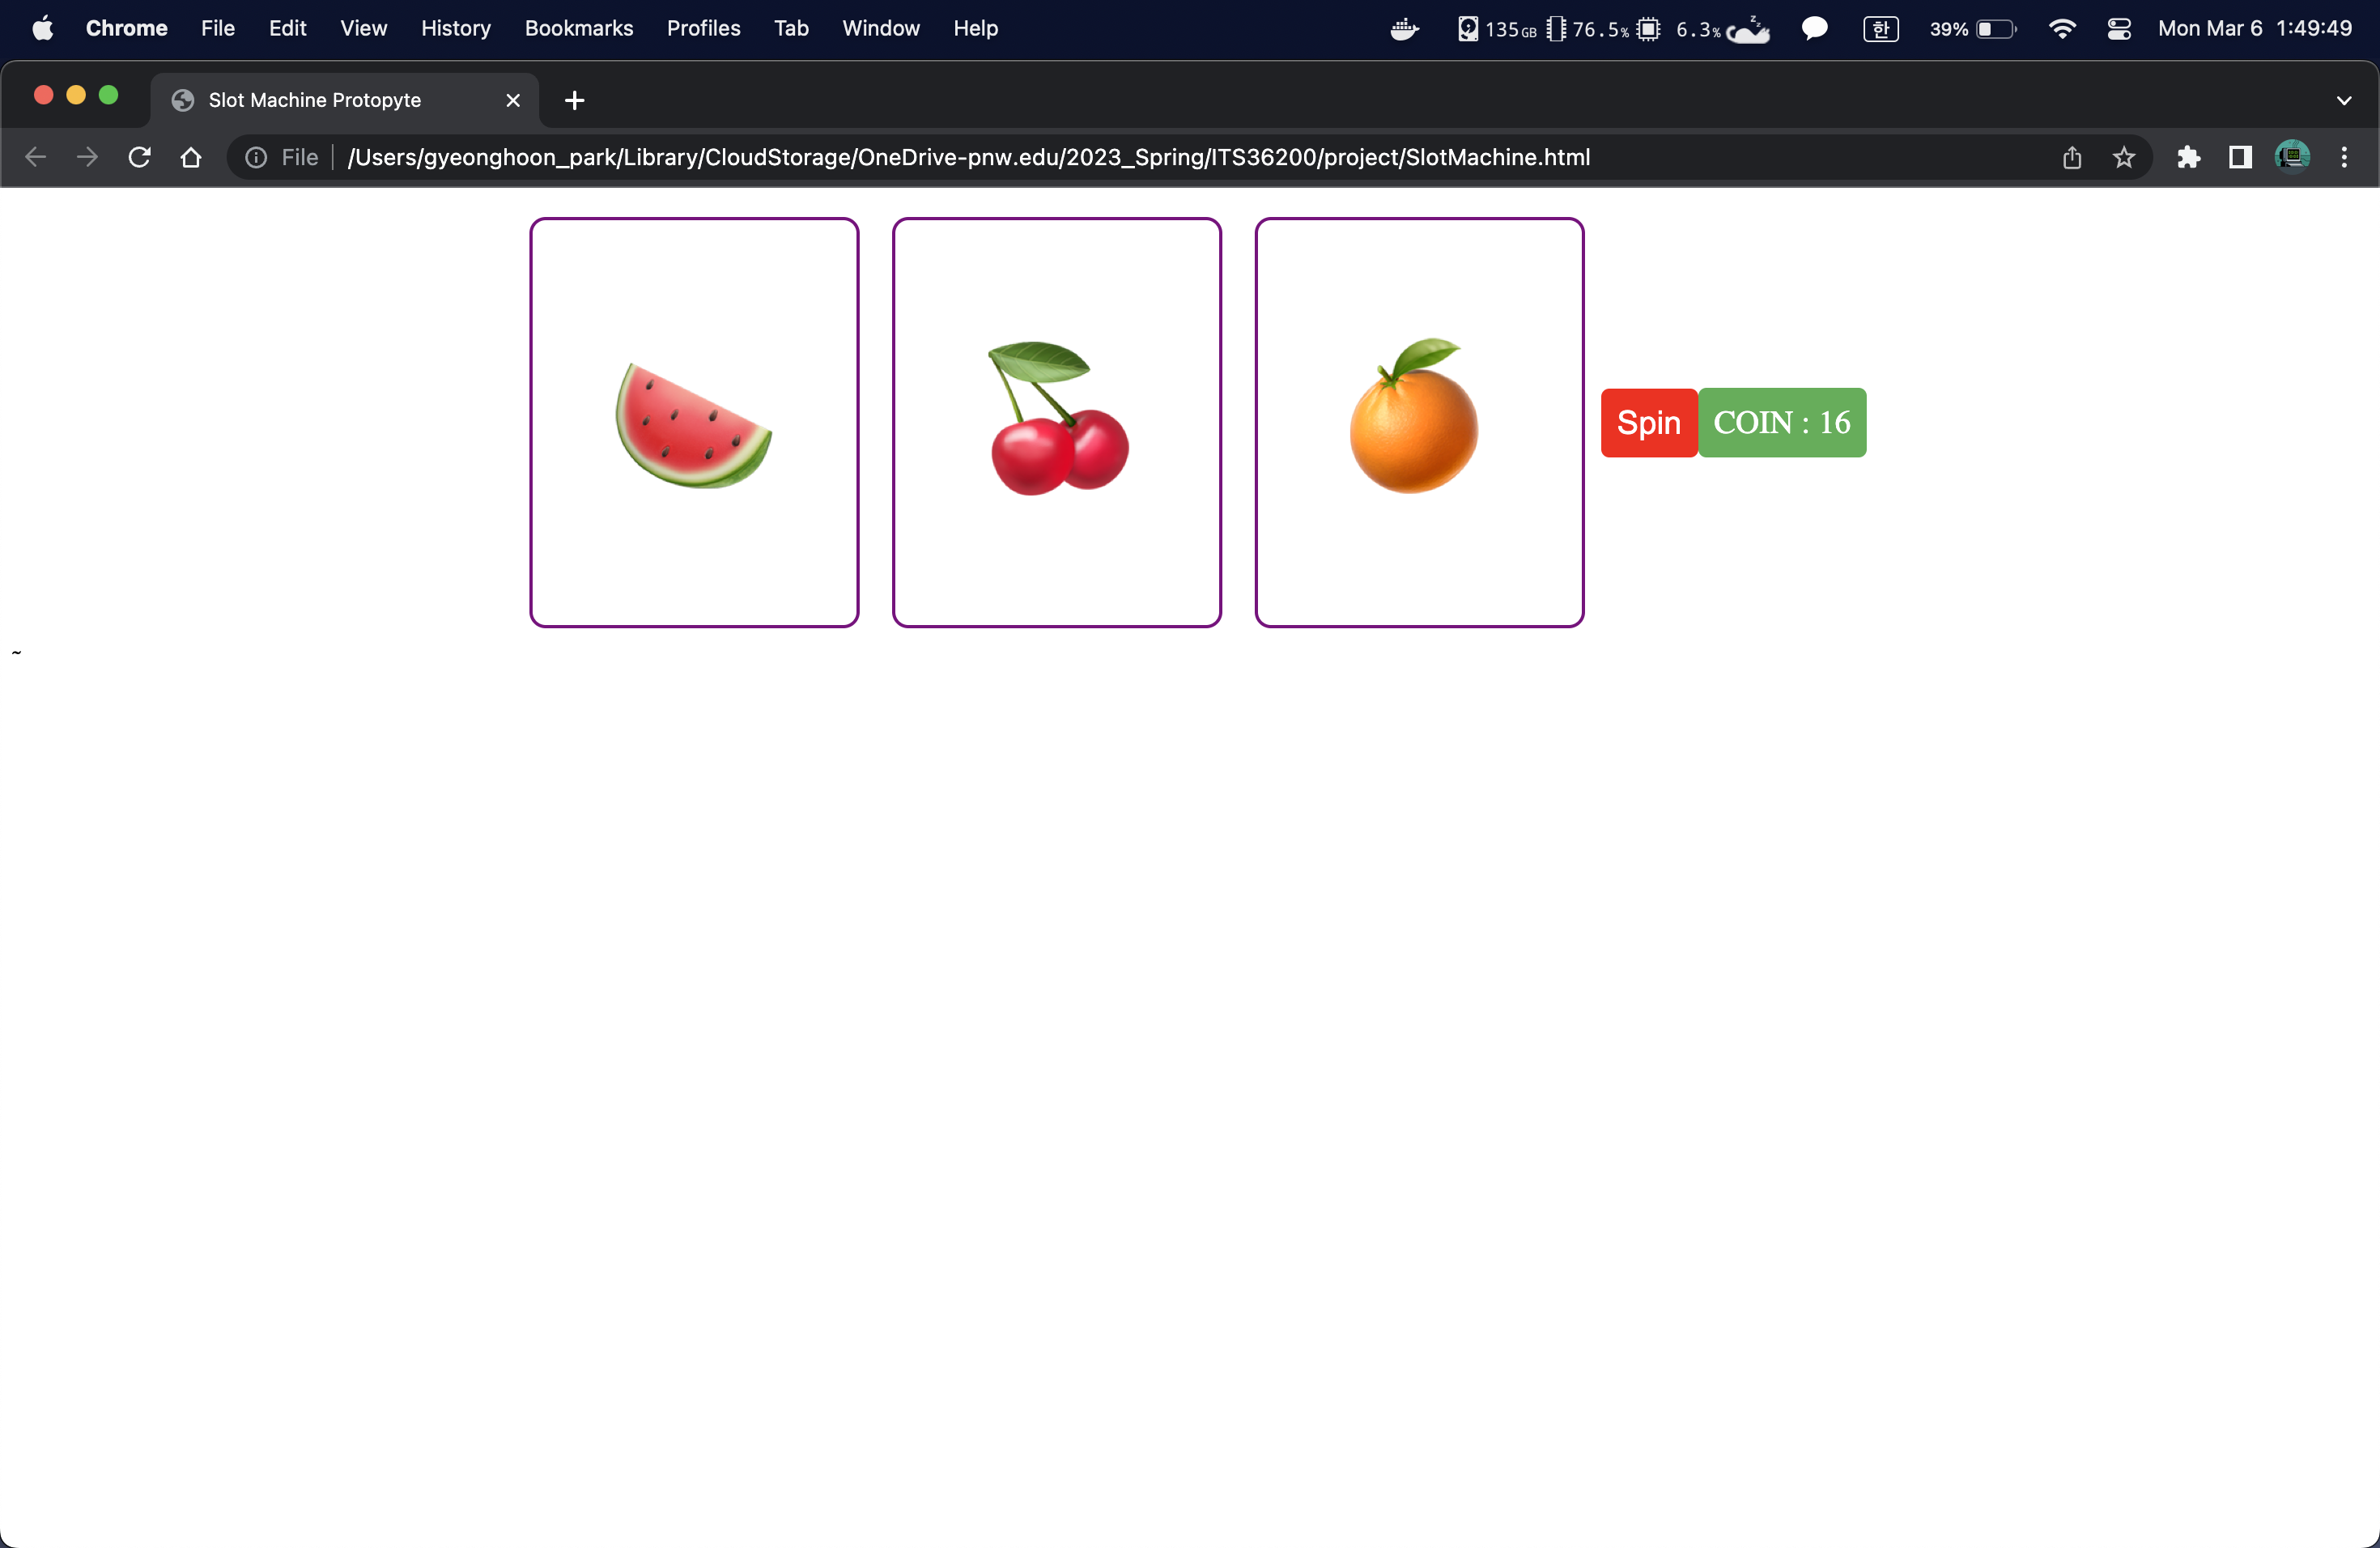 Chrome File Edit View History Bookmarks Profiles Tab Window Help 135GB 76.5% 6.3% zz 한 39% Mon Mar 6 1:49:49
Slot Machine Protopyte
File | /Users/gyeonghoon_park/Library/CloudStorage/OneDrive-pnw.edu/2023_Spring/ITS36200/project/SlotMachine.html
Spin COIN : 16
~